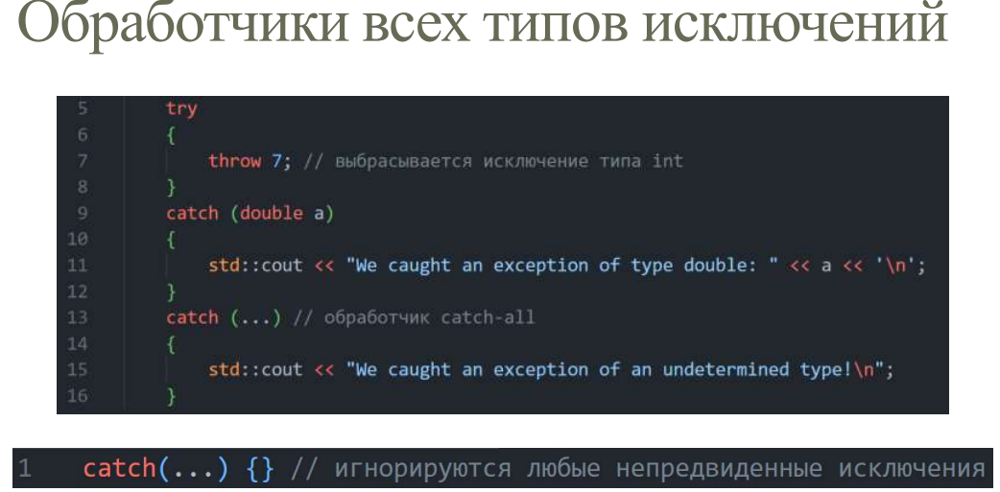 Обработчики всех типов исключений
5 try
6 {
7 throw 7; // выбрасывается исключение типа int
8 }
9 catch (double a)
10 {
11 std::cout << "We caught an exception of type double: " << a << '\n';
12 }
13 catch (...) // обработчик catch-all
14 {
15 std::cout << "We caught an exception of an undetermined type!\n";
16 }
1 catch(...) {} // игнорируются любые непредвиденные исключения